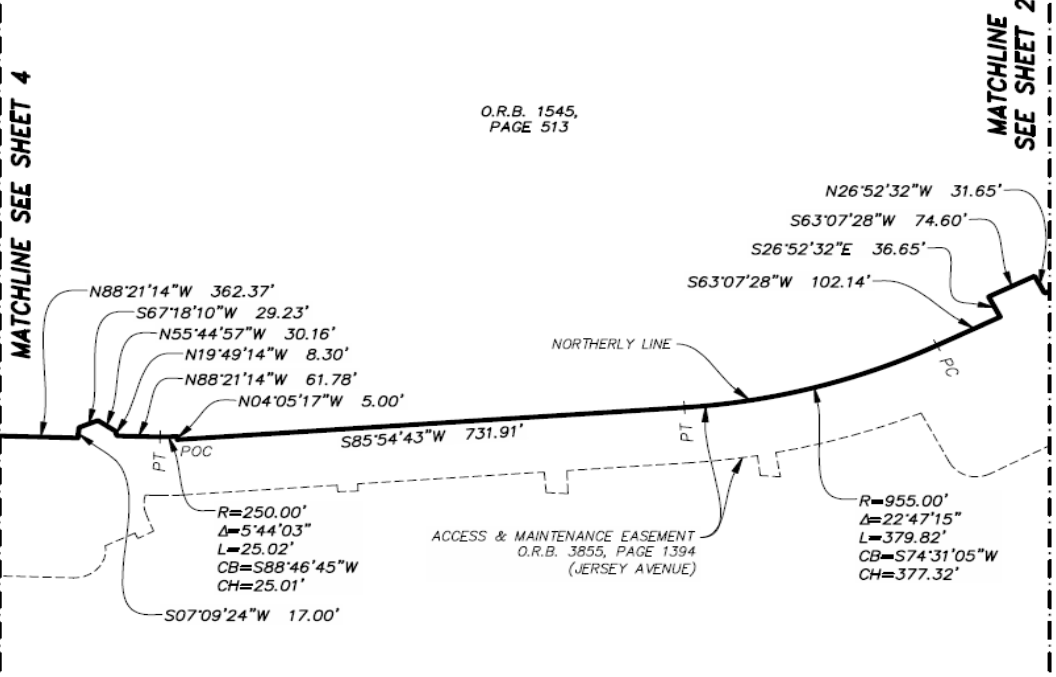 MATCHLINE
SEE SHEET 2
MATCHLINE SEE SHEET 4
O.R.B. 1545,
PAGE 513
N26°52'32"W 31.65'
S63°07'28"W 74.60'
S26°52'32"E 36.65'
S63°07'28"W 102.14'
N88°21'14"W 362.37'
S67°18'10"W 29.23'
N55°44'57"W 30.16'
N19°49'14"W 8.30'
N88°21'14"W 61.78'
N04°05'17"W 5.00'
NORTHERLY LINE
PC
PT
S85°54'43"W 731.91'
POC
PT
R=250.00'
Δ=5°44'03"
L=25.02'
CB=S88°46'45"W
CH=25.01'
ACCESS & MAINTENANCE EASEMENT
O.R.B. 3855, PAGE 1394
(JERSEY AVENUE)
R=955.00'
Δ=22°47'15"
L=379.82'
CB=S74°31'05"W
CH=377.32'
S07°09'24"W 17.00'